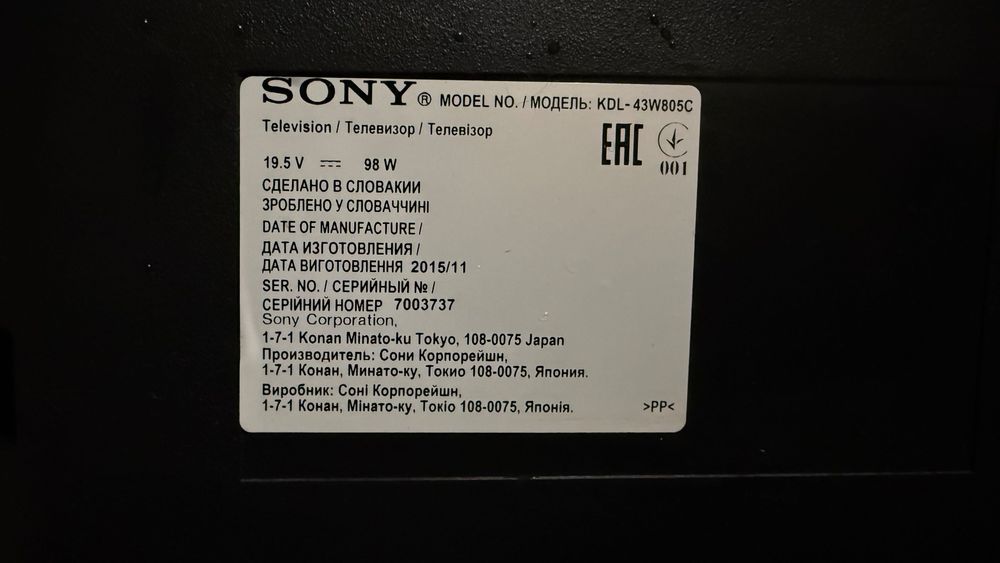 SONY® MODEL NO. / МОДЕЛЬ: KDL- 43W805C
Television / Телевизор / Телевізор
EAC
001
19.5 V ⎓ 98 W
СДЕЛАНО В СЛОВАКИИ
ЗРОБЛЕНО У СЛОВАЧЧИНІ
DATE OF MANUFACTURE /
ДАТА ИЗГОТОВЛЕНИЯ /
ДАТА ВИГОТОВЛЕННЯ 2015/11
SER. NO. / СЕРИЙНЫЙ № /
СЕРІЙНИЙ НОМЕР 7003737
Sony Corporation,
1-7-1 Konan Minato-ku Tokyo, 108-0075 Japan
Производитель: Сони Корпорейшн,
1-7-1 Конан, Минато-ку, Токио 108-0075, Япония.
Виробник: Соні Корпорейшн,
1-7-1 Конан, Мінато-ку, Токіо 108-0075, Японія.
>PP<